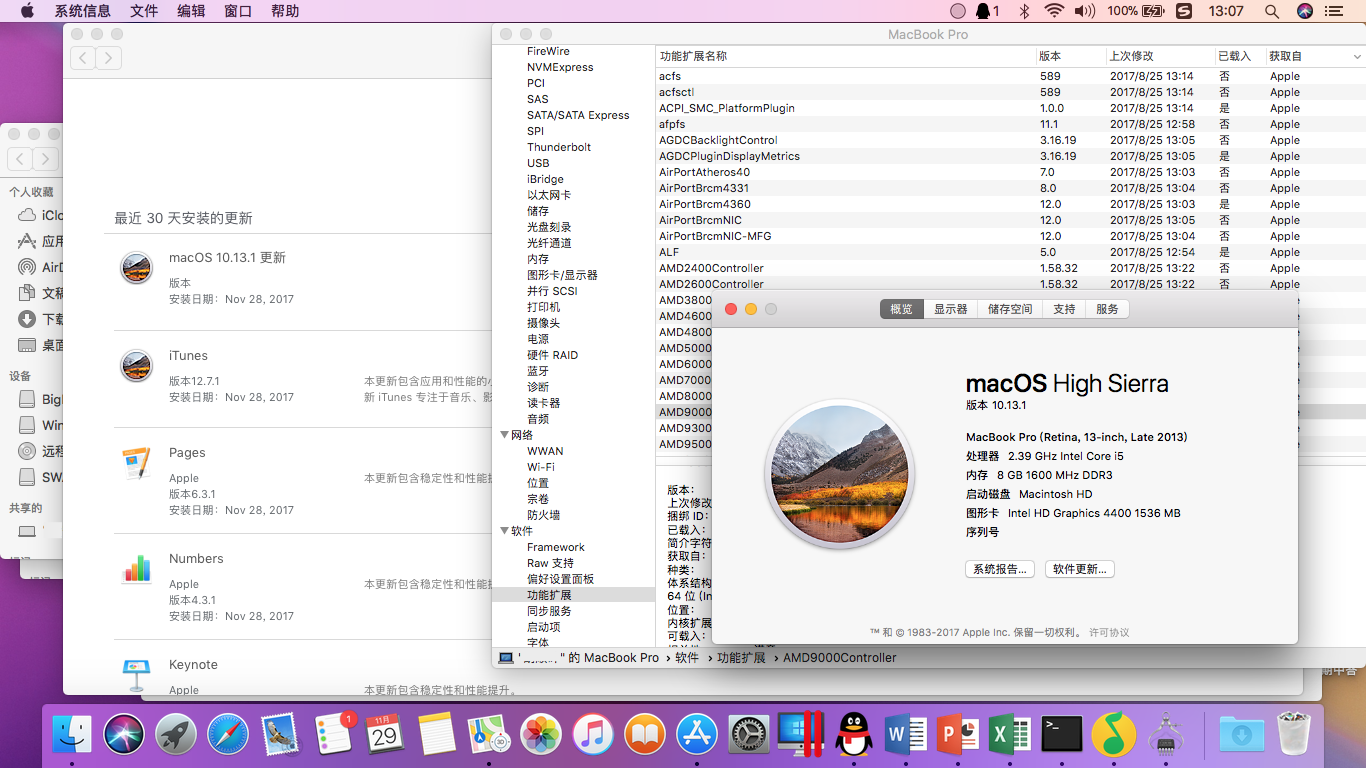 系统信息 文件 编辑 窗口 帮助
1 100% 13:07
个人收藏
应用
文稿
下载
桌面
设备
远程
共享的
最近 30 天安装的更新
macOS 10.13.1 更新
版本
安装日期：Nov 28, 2017
iTunes
版本12.7.1
本更新包含应用和性能的
安装日期：Nov 28, 2017
新 iTunes 专注于音乐、
Pages
Apple
本更新包含稳定性和性能
版本6.3.1
安装日期：Nov 28, 2017
Numbers
Apple
本更新包含稳定性和性能
版本4.3.1
安装日期：Nov 28, 2017
Keynote
Apple
本更新包含稳定性和性能提升。
MacBook Pro
FireWire
NVMExpress
PCI
SAS
SATA/SATA Express
SPI
Thunderbolt
USB
iBridge
以太网卡
储存
光盘刻录
光纤通道
内存
图形卡/显示器
并行 SCSI
打印机
摄像头
电源
硬件 RAID
蓝牙
诊断
读卡器
音频
网络
WWAN
Wi-Fi
位置
宗卷
防火墙
软件
Framework
Raw 支持
偏好设置面板
功能扩展
同步服务
启动项
字体
功能扩展名称 版本 上次修改 已载入 获取自
acfs 589 2017/8/25 13:14 否 Apple
acfsctl 589 2017/8/25 13:14 否 Apple
ACPI_SMC_PlatformPlugin 1.0.0 2017/8/25 13:14 是 Apple
afpfs 11.1 2017/8/25 12:58 否 Apple
AGDCBacklightControl 3.16.19 2017/8/25 13:05 否 Apple
AGDCPluginDisplayMetrics 3.16.19 2017/8/25 13:05 是 Apple
AirPortAtheros40 7.0 2017/8/25 13:03 否 Apple
AirPortBrcm4331 8.0 2017/8/25 13:04 否 Apple
AirPortBrcm4360 12.0 2017/8/25 13:03 是 Apple
AirPortBrcmNIC 12.0 2017/8/25 13:05 否 Apple
AirPortBrcmNIC-MFG 12.0 2017/8/25 13:04 否 Apple
ALF 5.0 2017/8/25 12:54 是 Apple
AMD2400Controller 1.58.32 2017/8/25 13:22 否 Apple
AMD2600Controller 1.58.32 2017/8/25 13:22 否 Apple
AMD3800
AMD4600
AMD4800
AMD5000
AMD6000
AMD7000
AMD8000
AMD9000
AMD9300
AMD9500
版本：
上次修改
捆绑 ID：
已载入：
简介字符
获取自：
种类：
体系结构
64 位 (In
位置：
内核扩展
可载入：
" 的 MacBook Pro › 软件 › 功能扩展 › AMD9000Controller
概览 显示器 储存空间 支持 服务
macOS High Sierra
版本 10.13.1
MacBook Pro (Retina, 13-inch, Late 2013)
处理器 2.39 GHz Intel Core i5
内存 8 GB 1600 MHz DDR3
启动磁盘 Macintosh HD
图形卡 Intel HD Graphics 4400 1536 MB
序列号
系统报告... 软件更新...
™ 和 © 1983-2017 Apple Inc. 保留一切权利。 许可协议
1
11月
29